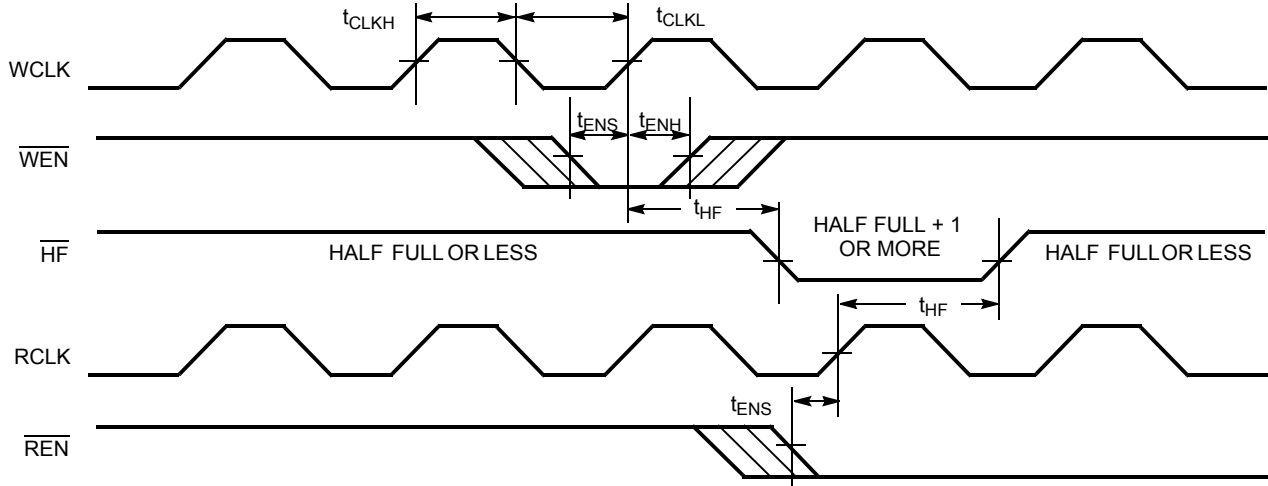 tCLKH
tCLKL
WCLK
tENS
tENH
WEN
tHF
HALF FULL + 1
OR MORE
HF
HALF FULL OR LESS
HALF FULL OR LESS
tHF
RCLK
tENS
REN